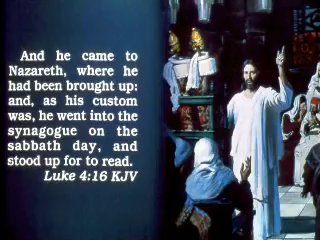 And he came to
Nazareth, where he
had been brought up:
and, as his custom
was, he went into the
synagogue on the
sabbath day, and
stood up for to read.
Luke 4:16 KJV